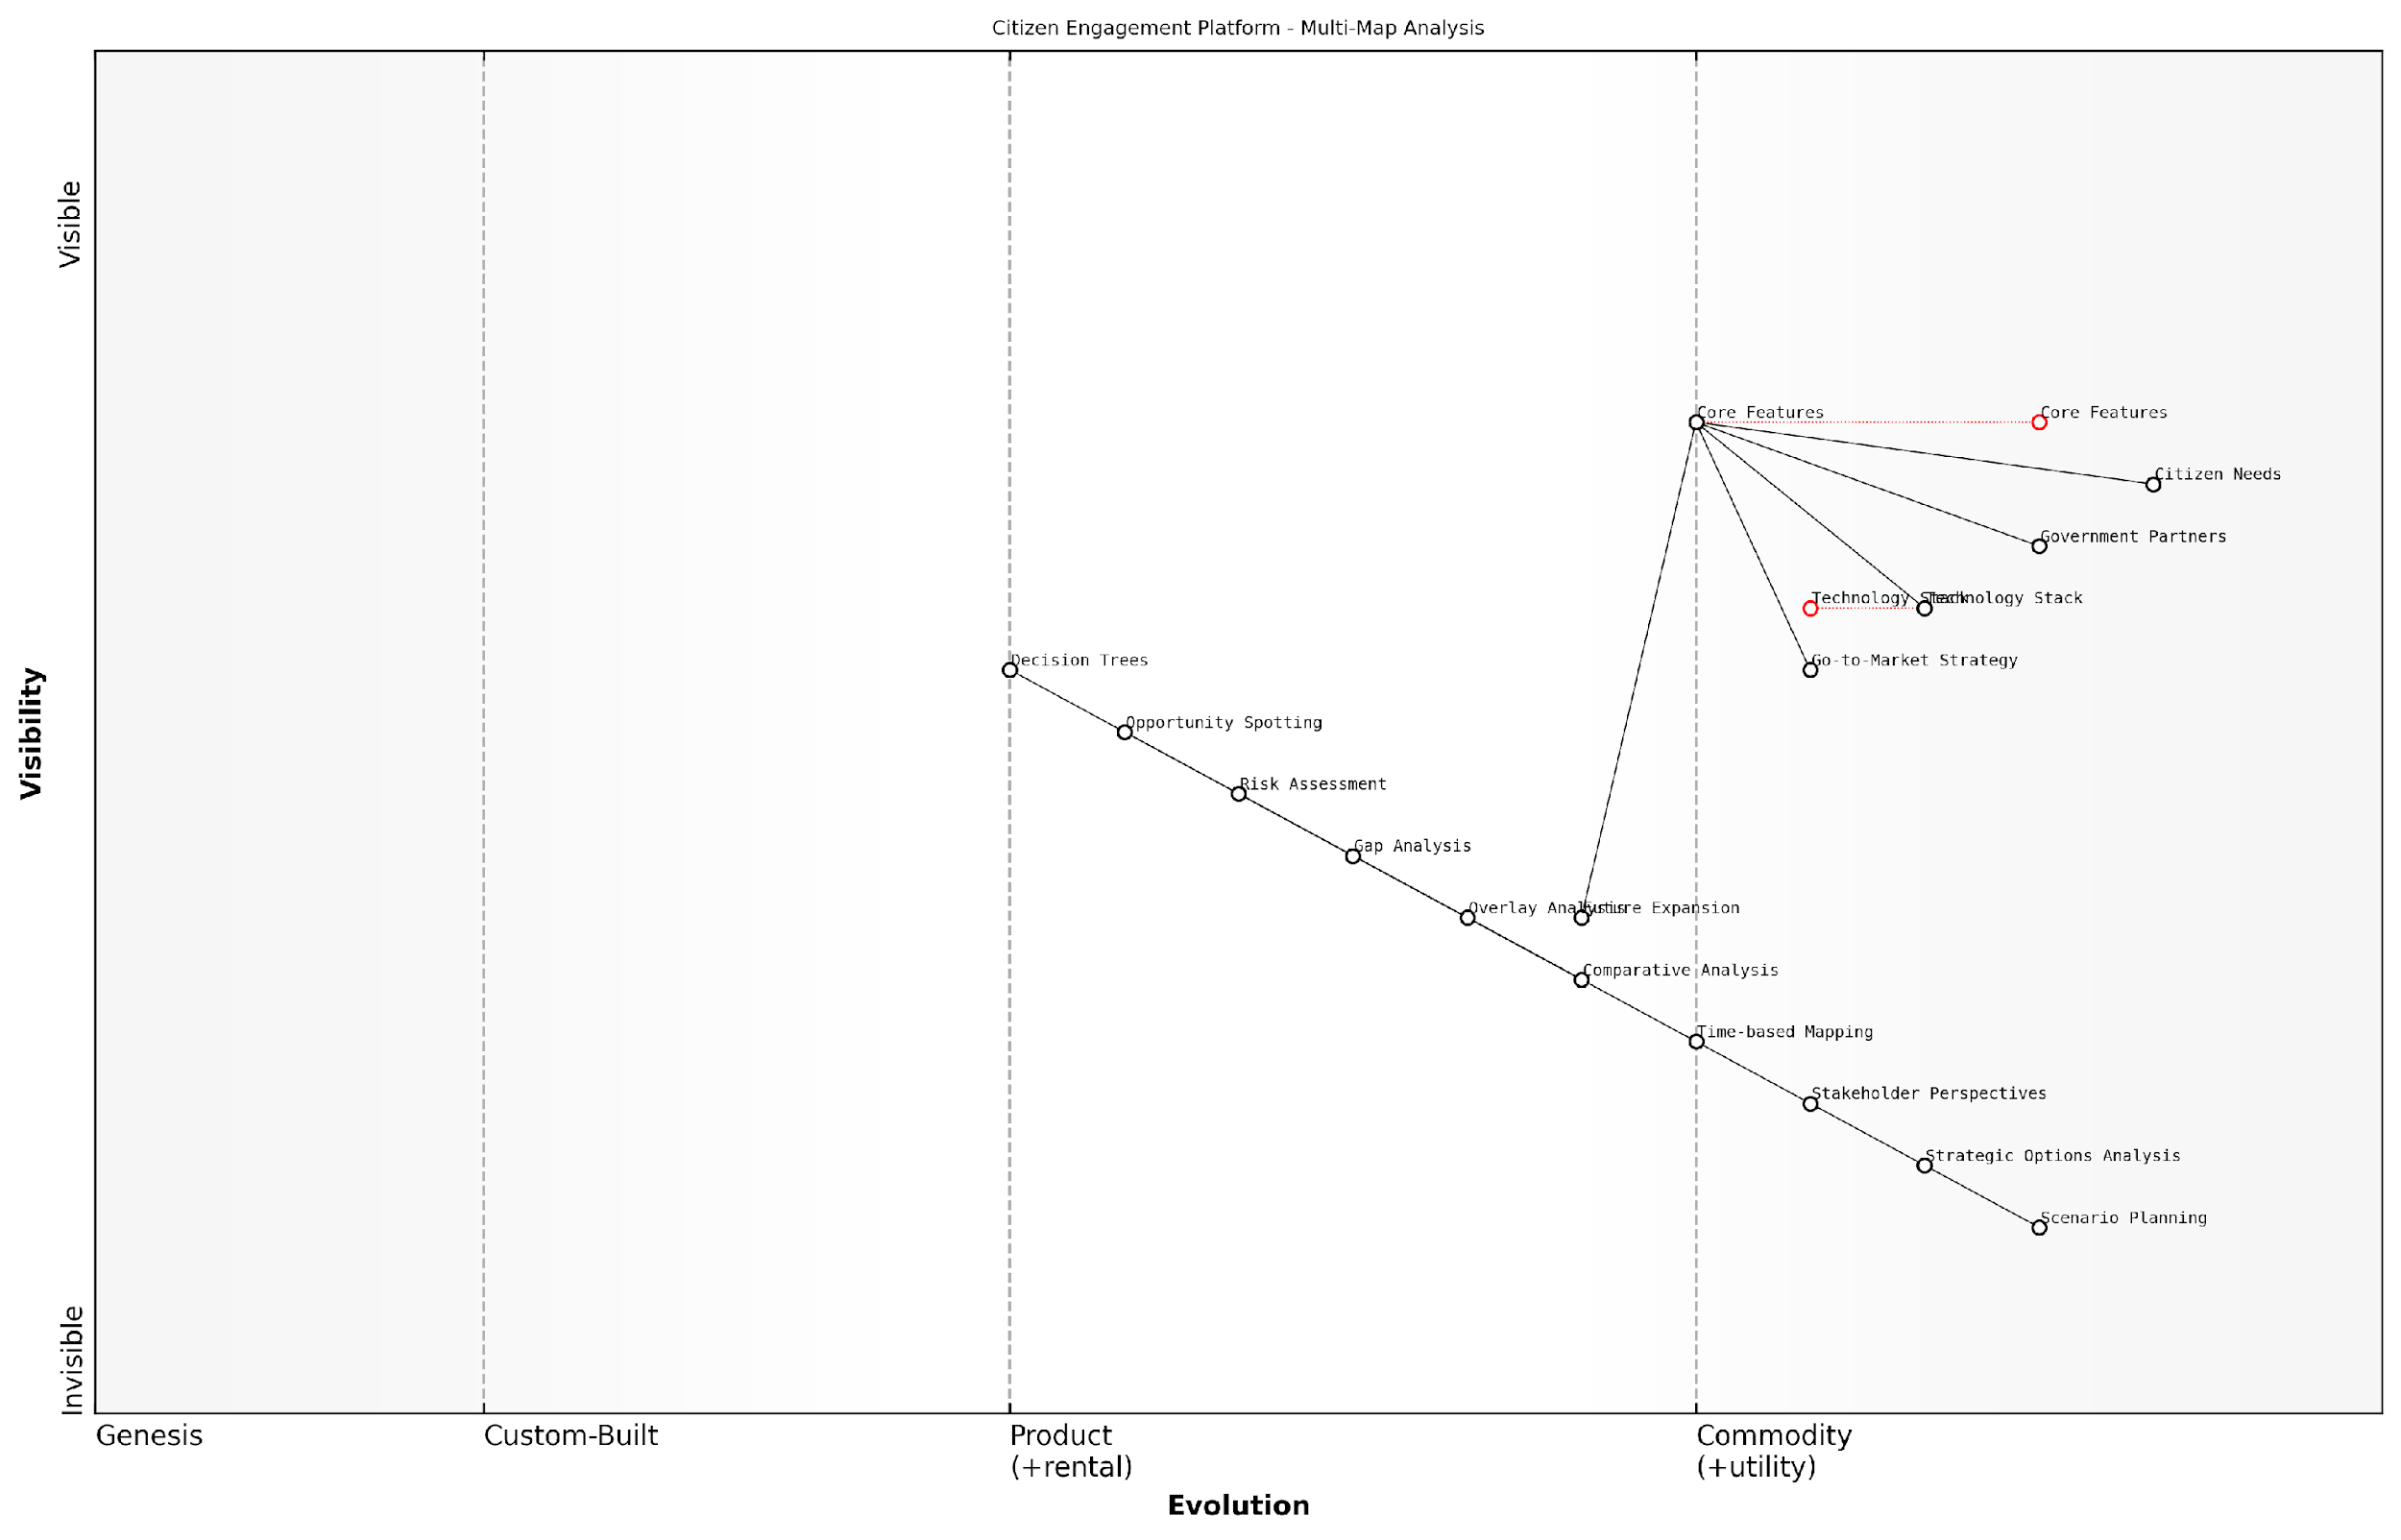 Citizen Engagement Platform - Multi-Map Analysis
Visible
Core Features
Core Features
Citizen Needs
Government Partners
Technology Stack
Technology Stack
Decision Trees
Go-to-Market Strategy
Opportunity Spotting
Risk Assessment
Gap Analysis
Overlay Analysis
Future Expansion
Comparative Analysis
Time-based Mapping
Stakeholder Perspectives
Strategic Options Analysis
Scenario Planning
Visibility
Invisible
Genesis
Custom-Built
Product
(+rental)
Commodity
(+utility)
Evolution